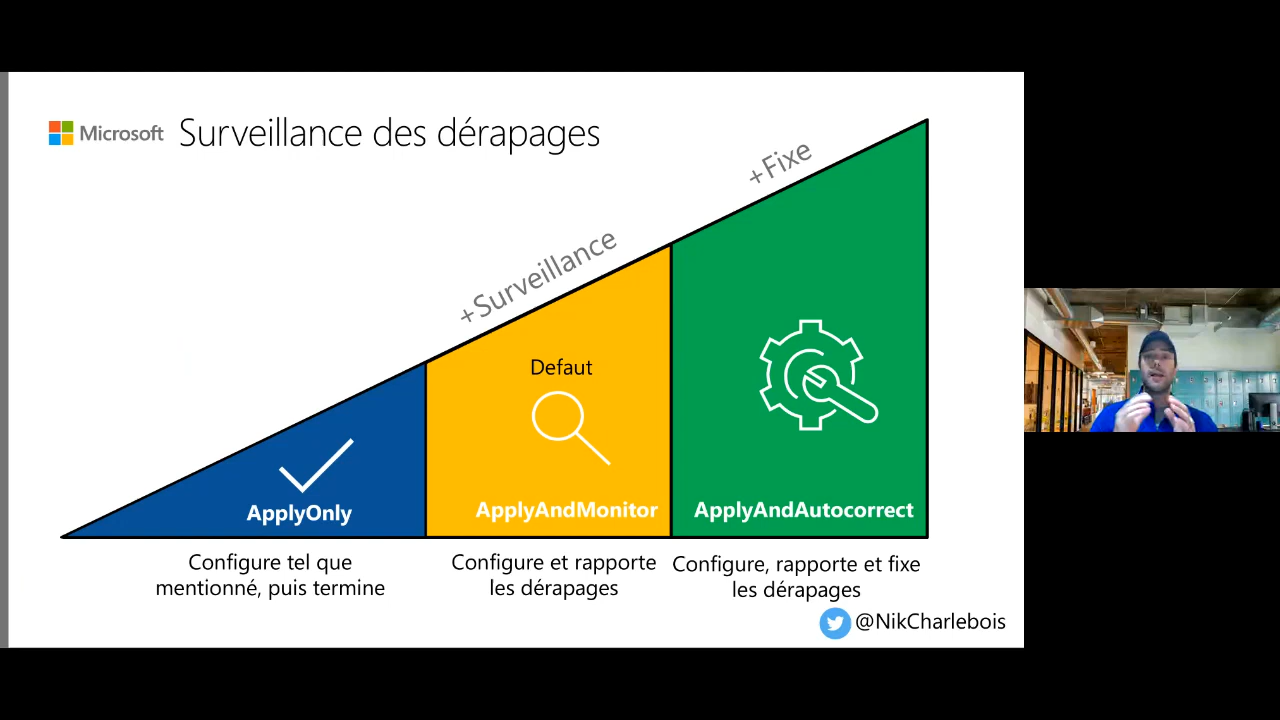 Microsoft
Surveillance des dérapages
+Fixe
+Surveillance
Defaut
ApplyOnly
ApplyAndMonitor
ApplyAndAutocorrect
Configure tel que
mentionné, puis termine
Configure et rapporte
les dérapages
Configure, rapporte et fixe
les dérapages
@NikCharlebois